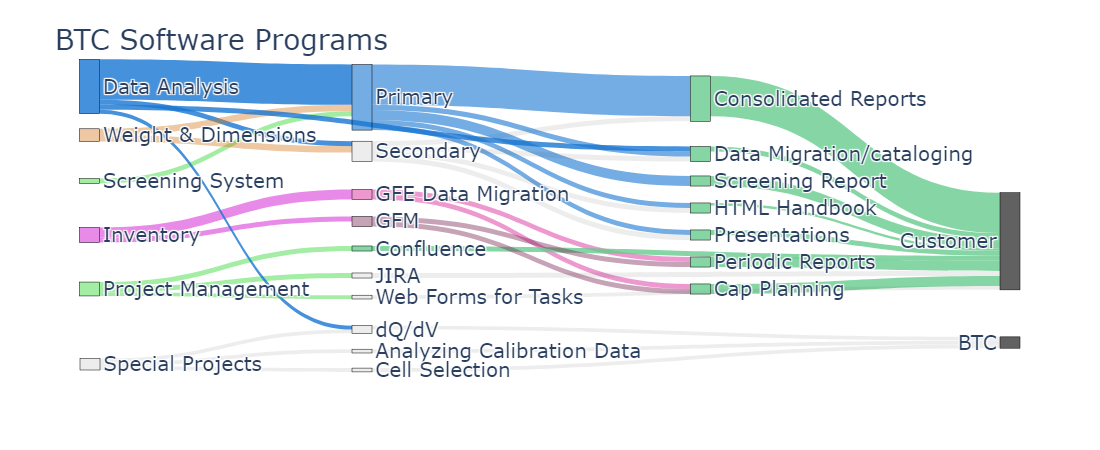 BTC Software Programs
Data Analysis
Weight & Dimensions
Screening System
Inventory
Project Management
Special Projects
Primary
Secondary
GFE Data Migration
GFM
Confluence
JIRA
Web Forms for Tasks
dQ/dV
Analyzing Calibration Data
Cell Selection
Consolidated Reports
Data Migration/cataloging
Screening Report
HTML Handbook
Presentations
Periodic Reports
Cap Planning
Customer
BTC